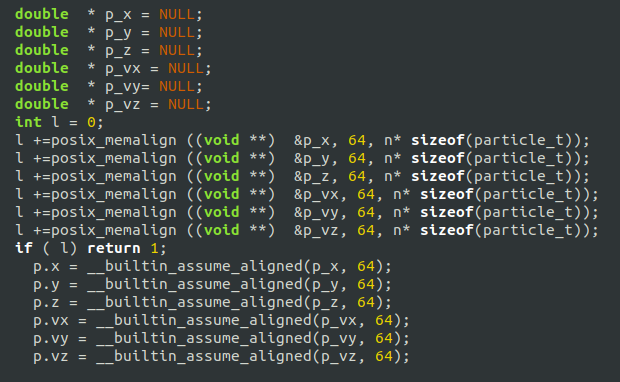 double  * p_x = NULL;
double  * p_y = NULL;
double  * p_z = NULL;
double  * p_vx = NULL;
double  * p_vy= NULL;
double  * p_vz = NULL;
int l = 0;
l +=posix_memalign ((void **)  &p_x, 64, n* sizeof(particle_t));
l +=posix_memalign ((void **)  &p_y, 64, n* sizeof(particle_t));
l +=posix_memalign ((void **)  &p_z, 64, n* sizeof(particle_t));
l +=posix_memalign ((void **)  &p_vx, 64, n* sizeof(particle_t));
l +=posix_memalign ((void **)  &p_vy, 64, n* sizeof(particle_t));
l +=posix_memalign ((void **)  &p_vz, 64, n* sizeof(particle_t));
if ( l) return 1;
  p.x = __builtin_assume_aligned(p_x, 64);
  p.y = __builtin_assume_aligned(p_y, 64);
  p.z = __builtin_assume_aligned(p_z, 64);
  p.vx = __builtin_assume_aligned(p_vx, 64);
  p.vy = __builtin_assume_aligned(p_vy, 64);
  p.vz = __builtin_assume_aligned(p_vz, 64);